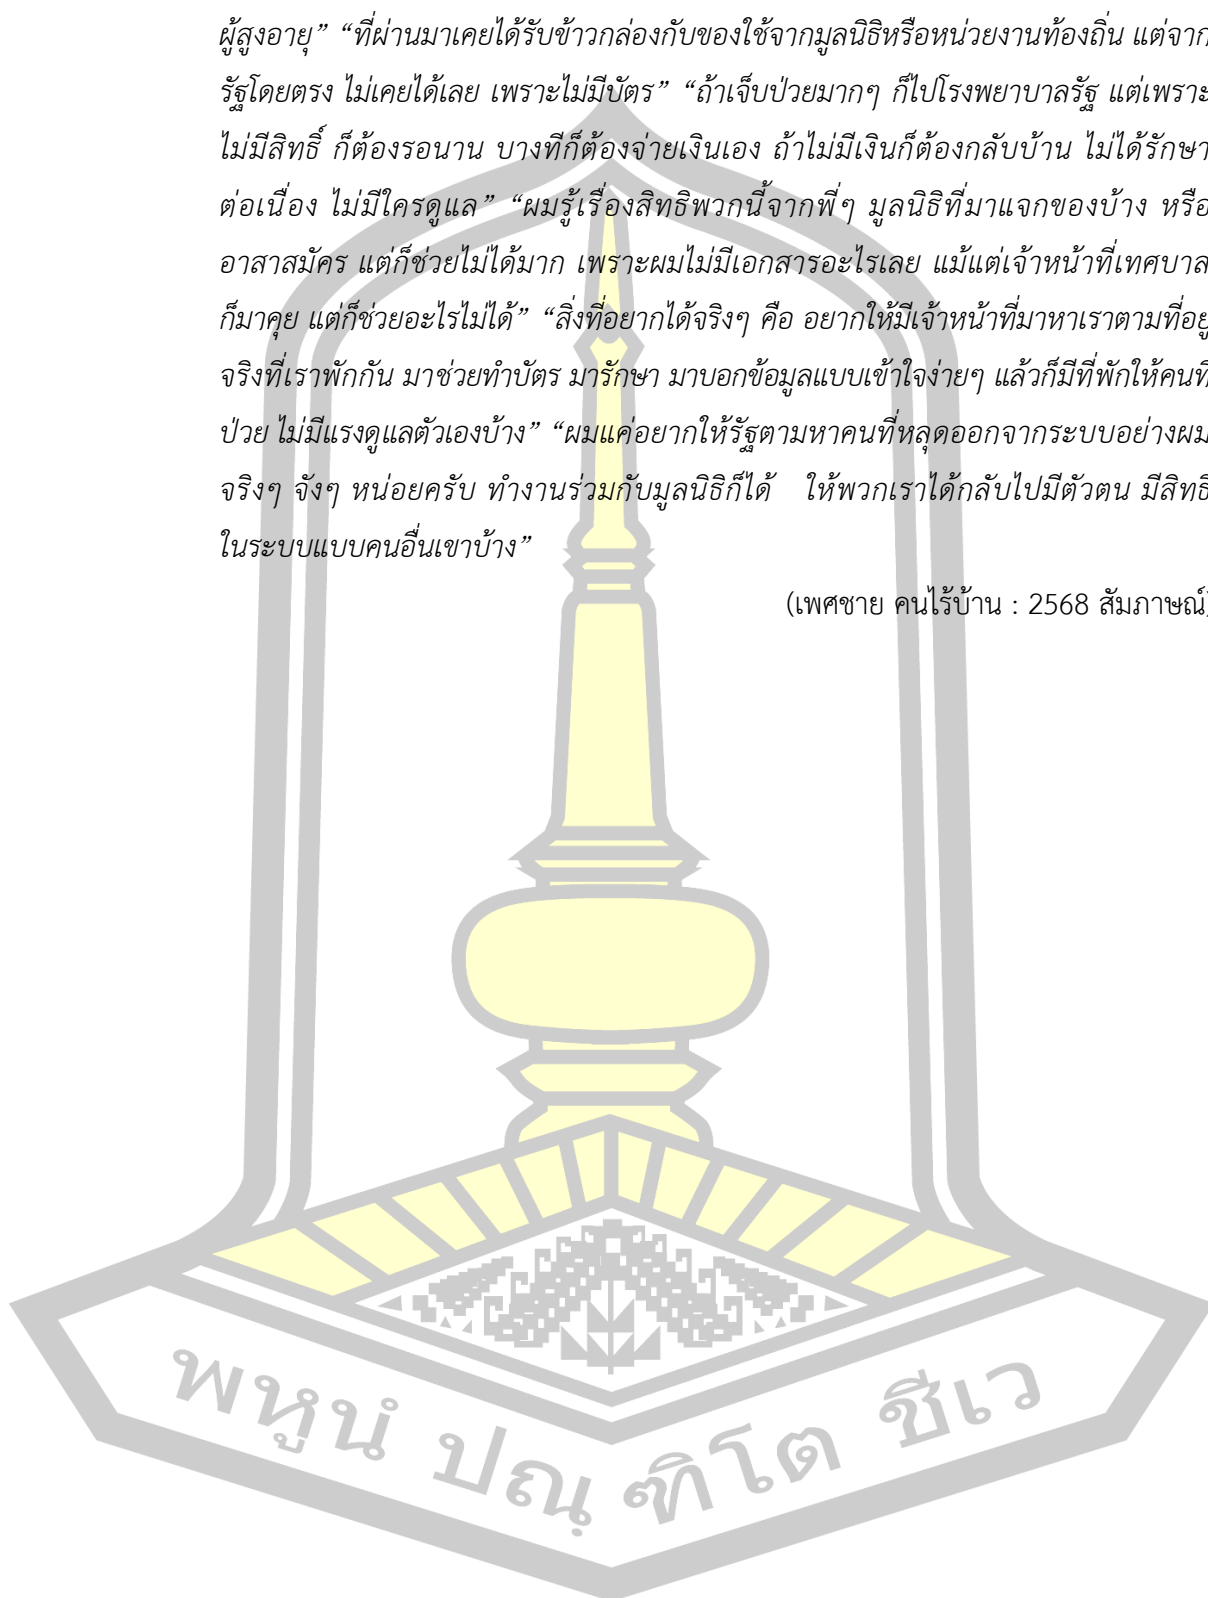 ผู้สูงอายุ” “ที่ผ่านมาเคยได้รับข้าวกล่องกับของใช้จากมูลนิธิหรือหน่วยงานท้องถิ่น แต่จาก
รัฐโดยตรง ไม่เคยได้เลย เพราะไม่มีบัตร” “ถ้าเจ็บป่วยมากๆ ก็ไปโรงพยาบาลรัฐ แต่เพราะ
ไม่มีสิทธิ์ ก็ต้องรอนาน บางทีก็ต้องจ่ายเงินเอง ถ้าไม่มีเงินก็ต้องกลับบ้าน ไม่ได้รักษา
ต่อเนื่อง ไม่มีใครดูแล” “ผมรู้เรื่องสิทธิพวกนี้จากพี่ๆ มูลนิธิที่มาแจกของบ้าง หรือ
อาสาสมัคร แต่ก็ช่วยไม่ได้มาก เพราะผมไม่มีเอกสารอะไรเลย แม้แต่เจ้าหน้าที่เทศบาล
ก็มาคุย แต่ก็ช่วยอะไรไม่ได้” “สิ่งที่อยากได้จริงๆ คือ อยากให้มีเจ้าหน้าที่มาหาเราตามที่อยู่
จริงที่เราพักกัน มาช่วยทำบัตร มารักษา มาบอกข้อมูลแบบเข้าใจง่ายๆ แล้วก็มีที่พักให้คนที่
ป่วย ไม่มีแรงดูแลตัวเองบ้าง” “ผมแค่อยากให้รัฐตามหาคนที่หลุดออกจากระบบอย่างผม
จริงๆ จังๆ หน่อยครับ ทำงานร่วมกับมูลนิธิก็ได้ ให้พวกเราได้กลับไปมีตัวตน มีสิทธิ
ในระบบแบบคนอื่นเขาบ้าง”
(เพศชาย คนไร้บ้าน : 2568 สัมภาษณ์)
พหูนํ ปณฺฑิโต ชีเว